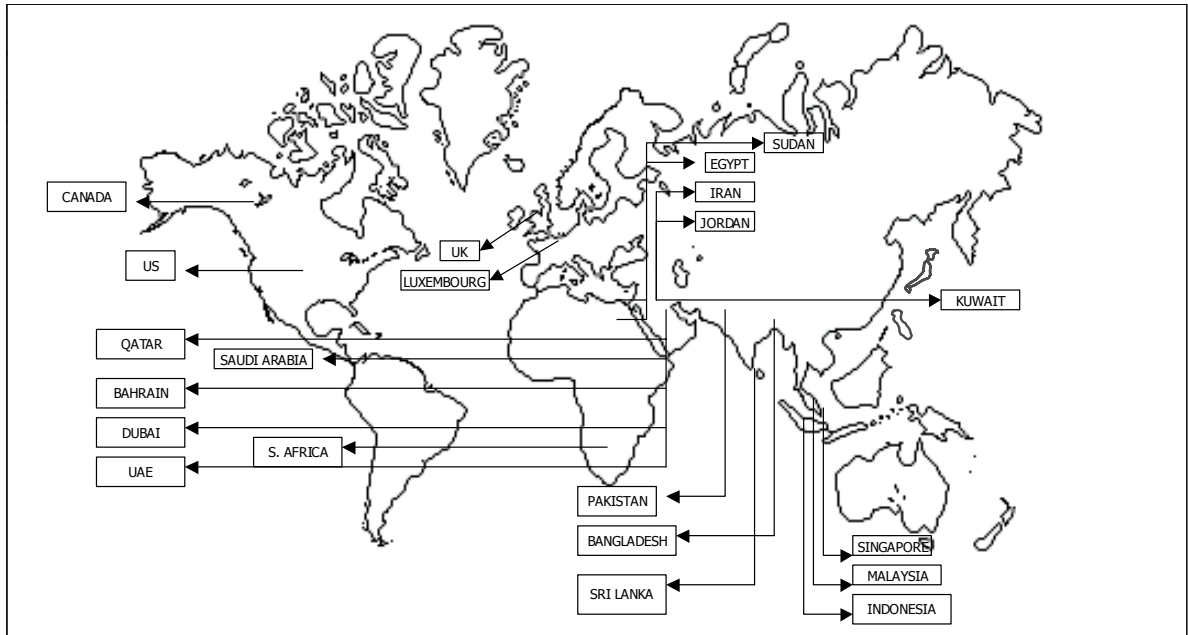 SUDAN
EGYPT
IRAN
CANADA
JORDAN
UK
US
LUXEMBOURG
KUWAIT
QATAR
SAUDI ARABIA
BAHRAIN
DUBAI
S. AFRICA
UAE
PAKISTAN
BANGLADESH
SINGAPORE
MALAYSIA
SRI LANKA
INDONESIA